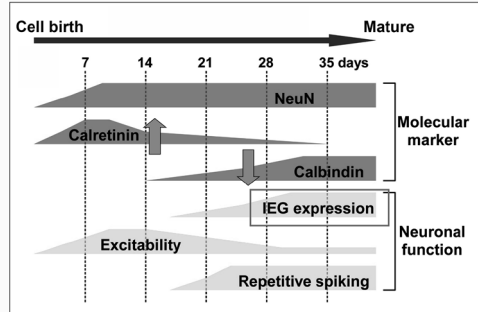 Cell birth Mature
7 14 21 28 35 days
NeuN
Calretinin
Calbindin
Molecular
marker
IEG expression
Excitability
Neuronal
function
Repetitive spiking